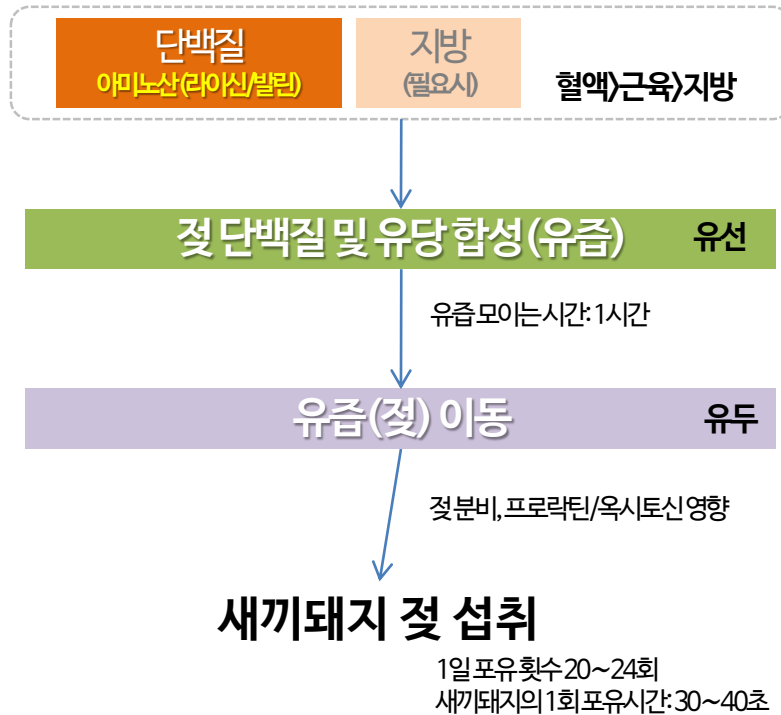 단백질
아미노산(라이신/발린)
지방
(필요시)
혈액>근육>지방
젖 단백질 및 유당 합성(유즙)
유선
유즙 모이는 시간: 1시간
유즙(젖) 이동
유두
젖 분비, 프로락틴/옥시토신 영향
새끼돼지 젖 섭취
1일 포유 횟수 20~24회
새끼돼지의 1회 포유시간: 30~40초